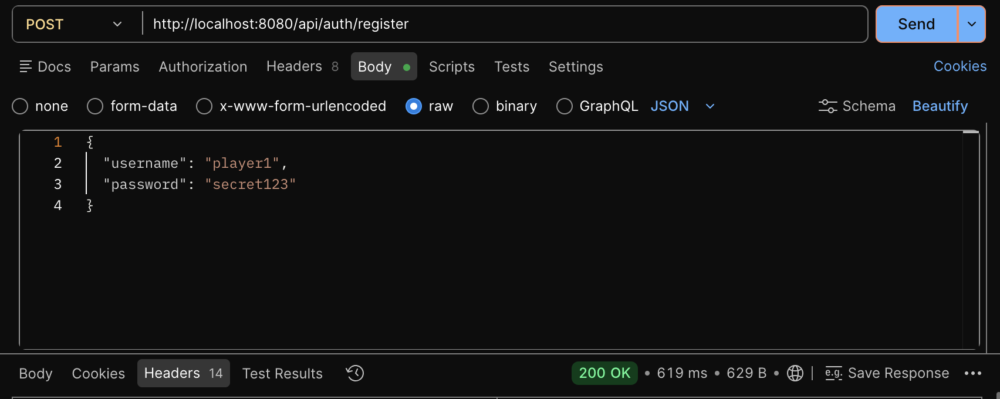 POST http://localhost:8080/api/auth/register Send
Docs Params Authorization Headers 8 Body Scripts Tests Settings Cookies
none form-data x-www-form-urlencoded raw binary GraphQL JSON Schema Beautify
1 {
2 "username": "player1",
3 "password": "secret123"
4 }
Body Cookies Headers 14 Test Results 200 OK • 619 ms • 629 B • e.g. Save Response